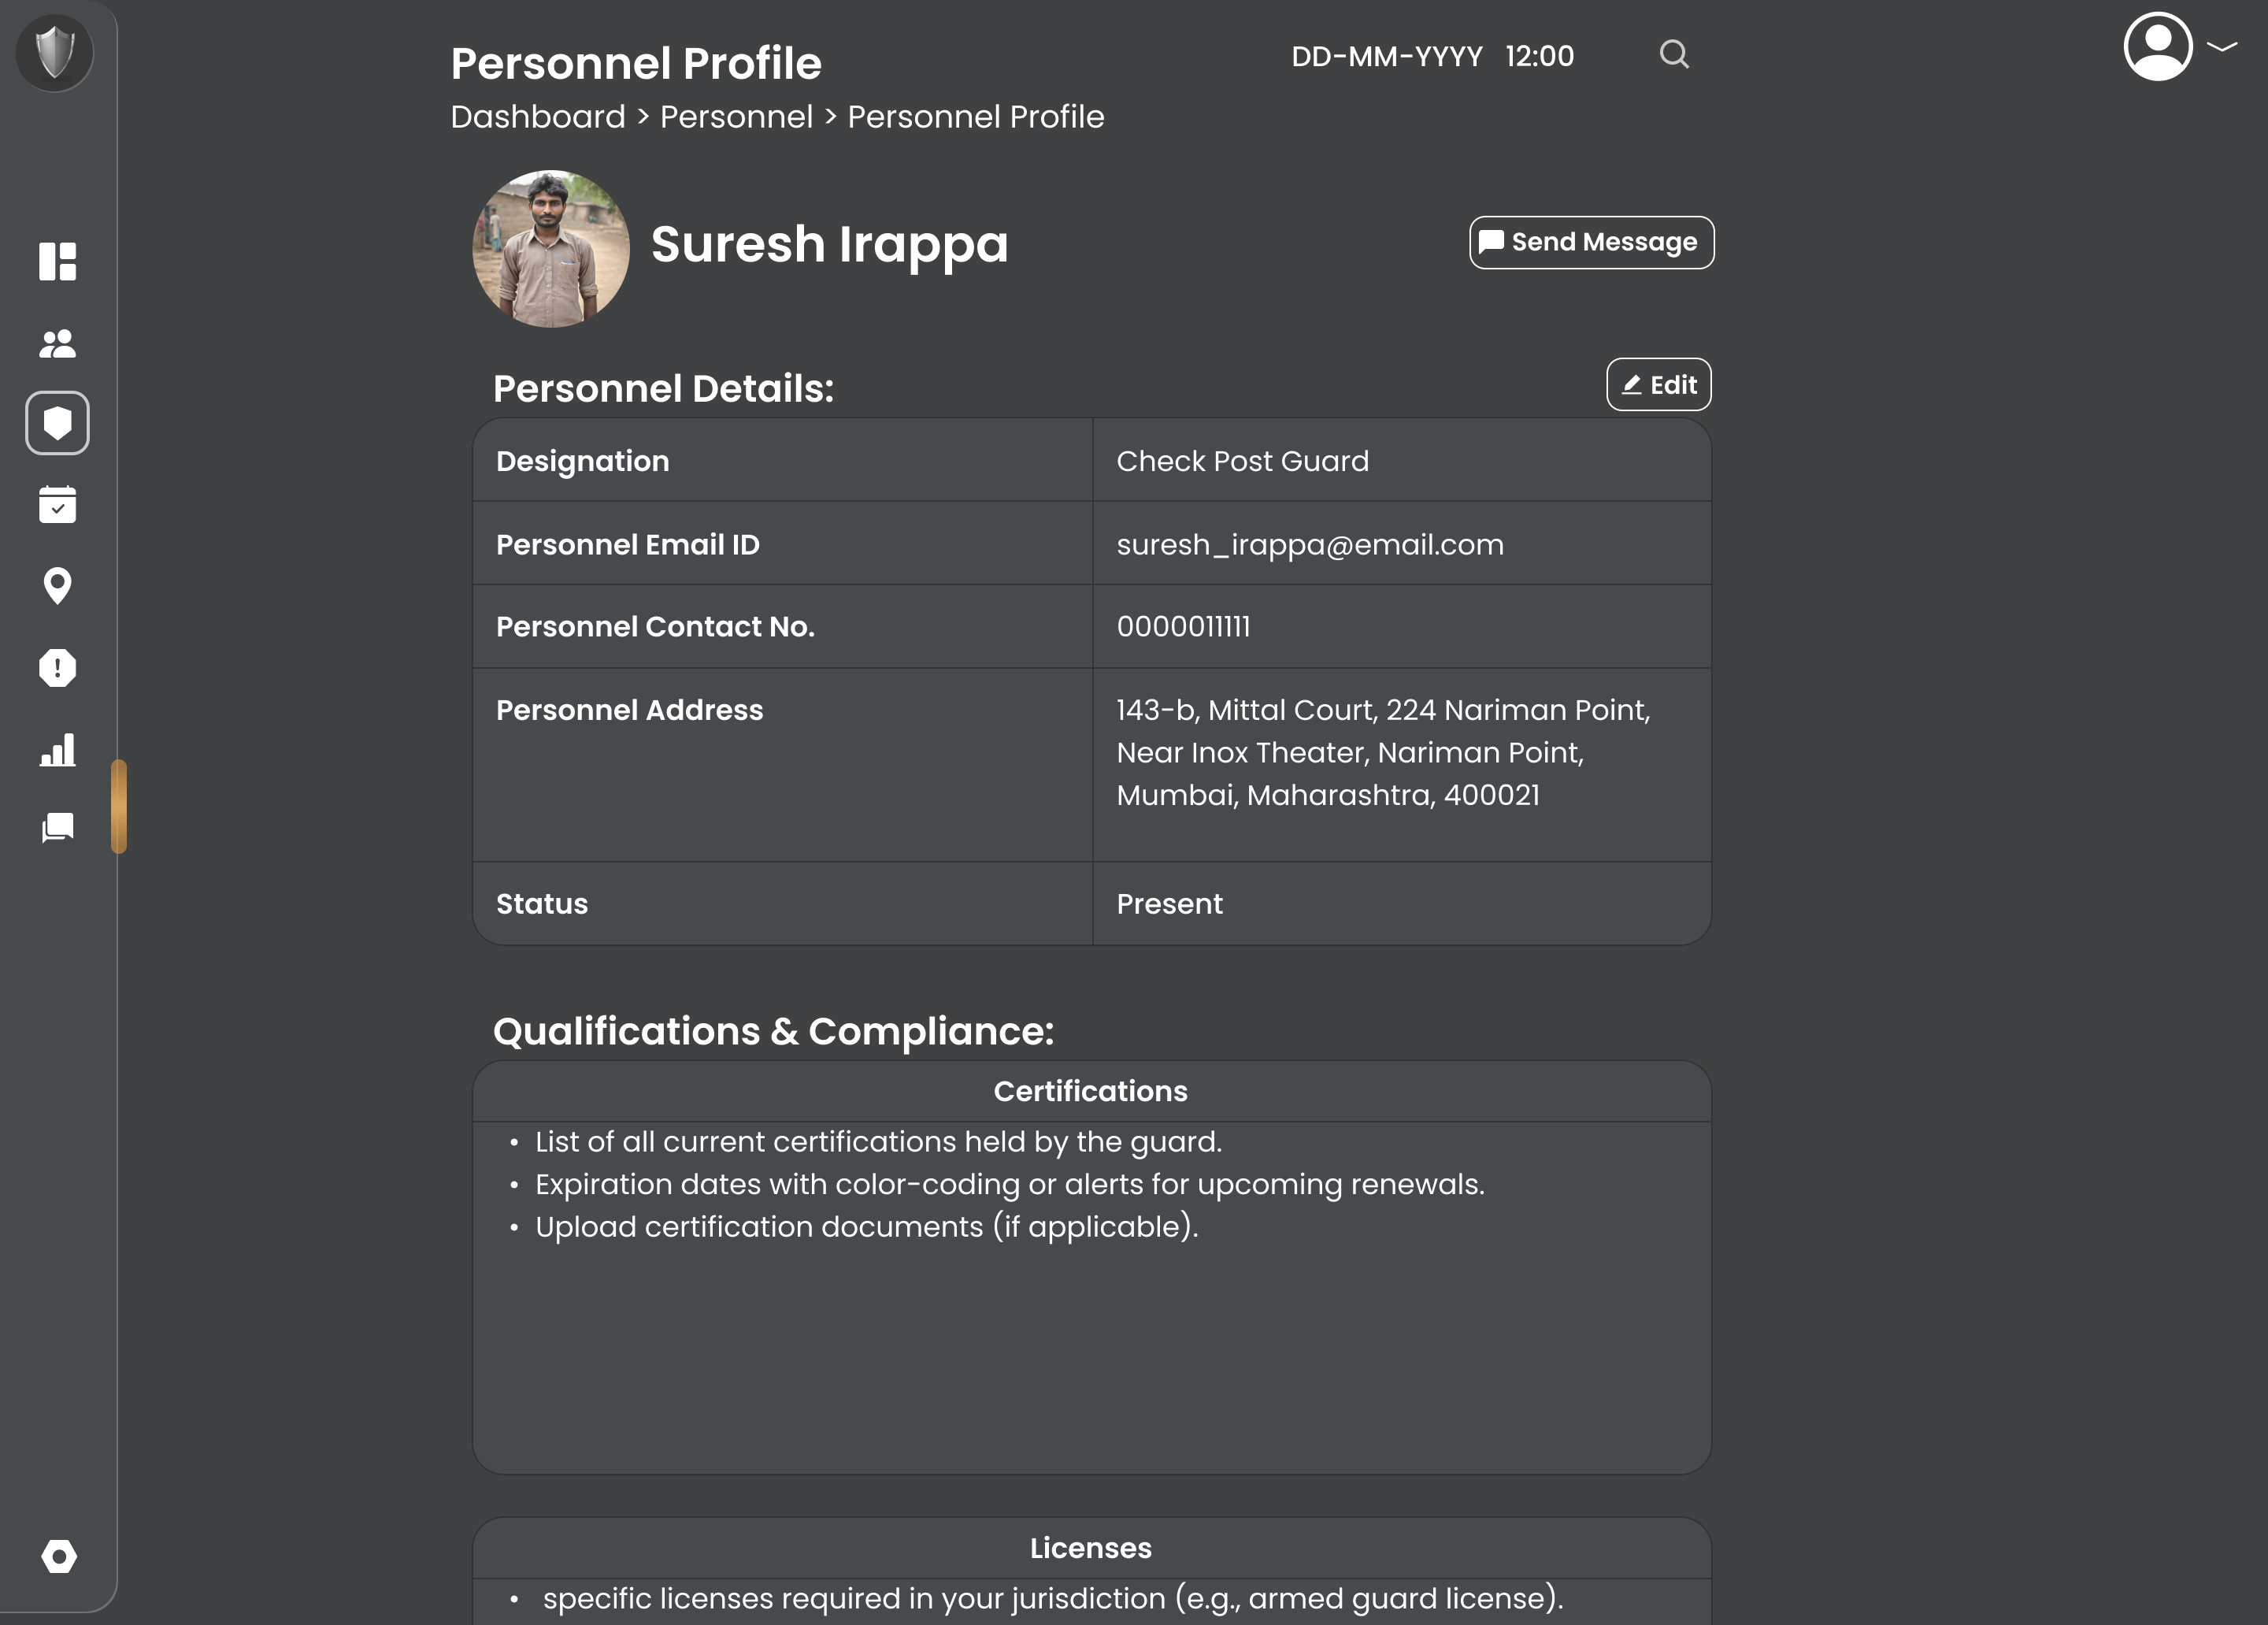 Personnel Profile
DD-MM-YYYY 12:00
Dashboard > Personnel > Personnel Profile
Suresh Irappa
Send Message
Personnel Details:
Edit
Designation
Check Post Guard
Personnel Email ID
suresh_irappa@email.com
Personnel Contact No.
0000011111
Personnel Address
143-b, Mittal Court, 224 Nariman Point,
Near Inox Theater, Nariman Point,
Mumbai, Maharashtra, 400021
Status
Present
Qualifications & Compliance:
Certifications
• List of all current certifications held by the guard.
• Expiration dates with color-coding or alerts for upcoming renewals.
• Upload certification documents (if applicable).
Licenses
• specific licenses required in your jurisdiction (e.g., armed guard license).